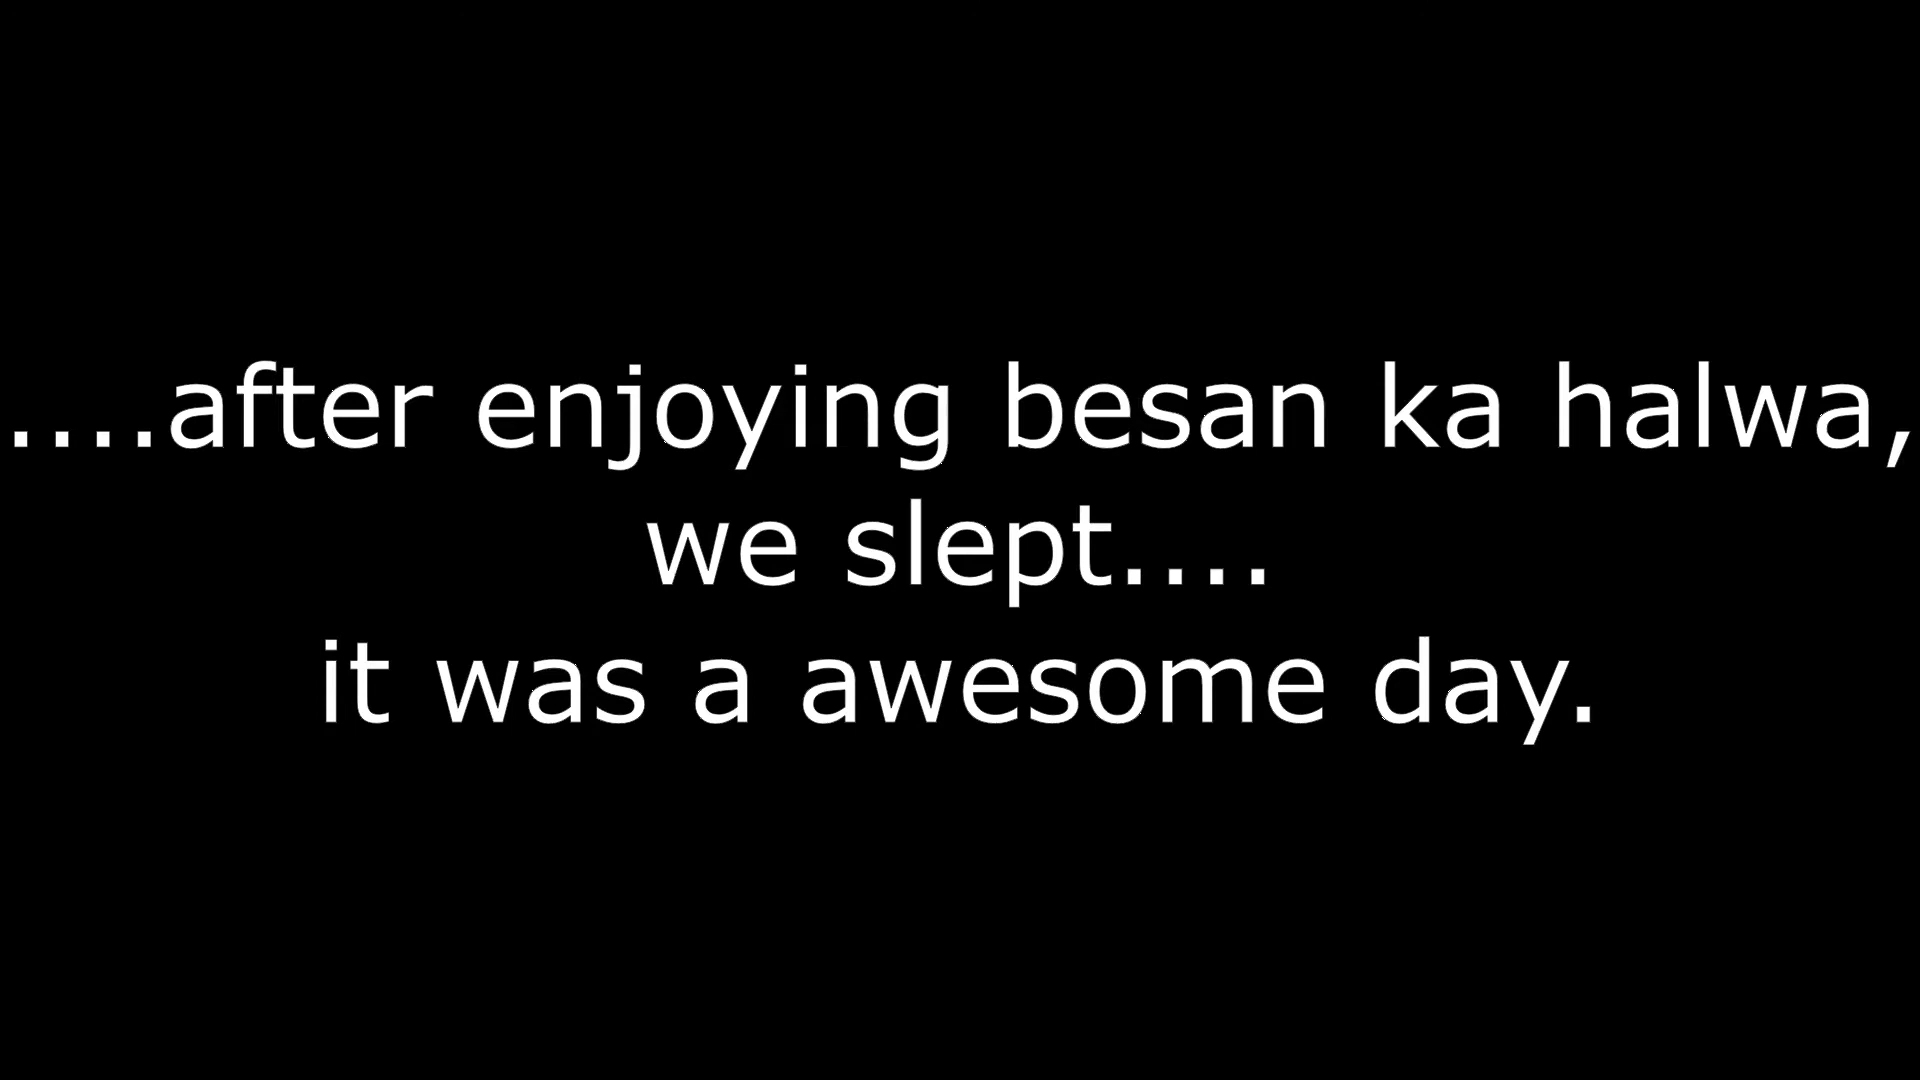 ....after enjoying besan ka halwa,
we slept....
it was a awesome day.